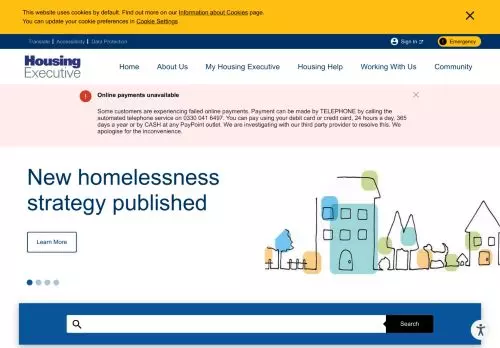 This website uses cookies by default. Find out more on our Information about Cookies page.
You can update your cookie preferences in Cookie Settings
Translate | Accessibility | Data Protection
Sign In
Emergency
Housing
Executive
Home
About Us
My Housing Executive
Housing Help
Working With Us
Community
Online payments unavailable
Some customers are experiencing failed online payments. Payment can be made by TELEPHONE by calling the
automated telephone service on 0330 041 6497. You can pay using your debit card or credit card, 24 hours a day, 365
days a year or by CASH at any PayPoint outlet. We are investigating with our third party provider to resolve this. We
apologise for the inconvenience.
New homelessness
strategy published
Learn More
Search